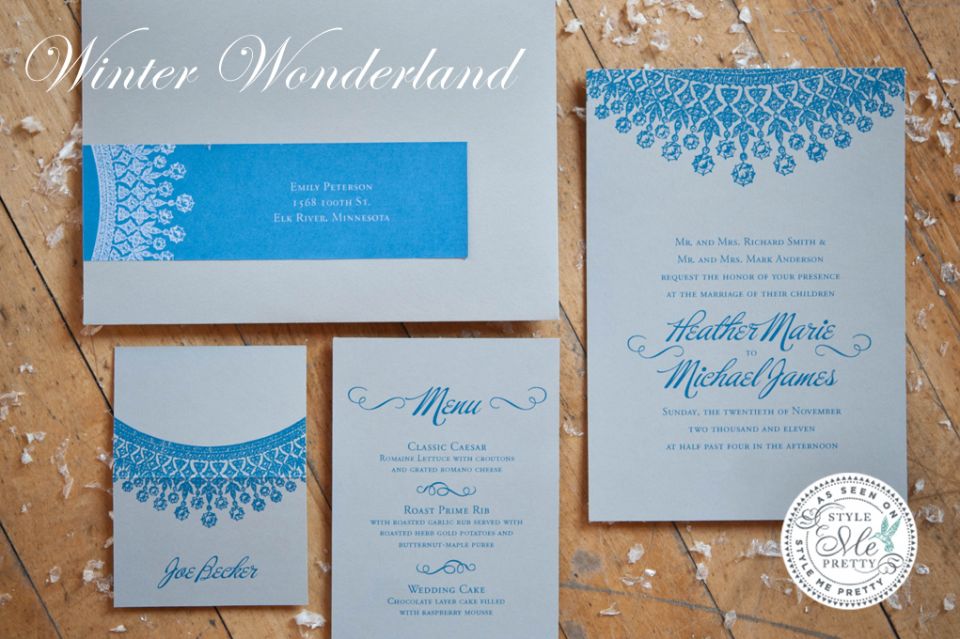 Winter Wonderland
Emily Peterson
1568 100th St.
Elk River, Minnesota
Mr. and Mrs. Richard Smith &
Mr. and Mrs. Mark Anderson
request the honor of your presence
at the marriage of their children
Heather Marie
to
Michael James
Sunday, the twentieth of November
two thousand and eleven
at half past four in the afternoon
Joe Becker
Menu
Classic Caesar
Romaine Lettuce with croutons
and grated romano cheese
Roast Prime Rib
with roasted garlic rub served with
roasted herb gold potatoes and
butternut-maple puree
Wedding Cake
Chocolate layer cake filled
with raspberry mousse
AS SEEN ON
STYLE
Me
PRETTY
STYLE ME PRETTY